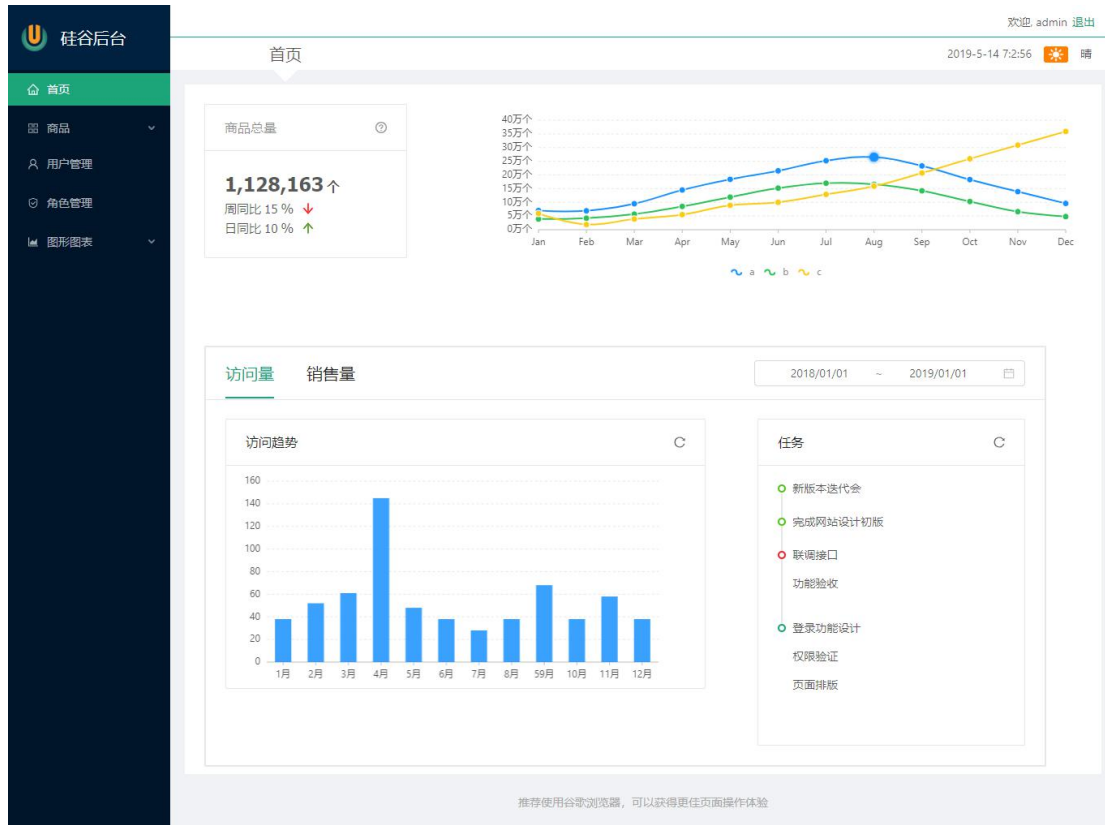 硅谷后台
欢迎, admin 退出
首页
2019-5-14 7:2:56 晴
首页
商品
用户管理
角色管理
图形图表
商品总量
1,128,163个
周同比 15 %
日同比 10 %
40万个
35万个
30万个
25万个
20万个
15万个
10万个
5万个
0万个
Jan Feb Mar Apr May Jun Jul Aug Sep Oct Nov Dec
a b c
访问量 销售量
2018/01/01 ~ 2019/01/01
访问趋势
160
140
120
100
80
60
40
20
0
1月 2月 3月 4月 5月 6月 7月 8月 59月 10月 11月 12月
任务
新版本迭代会
完成网站设计初版
联调接口
功能验收
登录功能设计
权限验证
页面排版
推荐使用谷歌浏览器，可以获得更佳页面操作体验